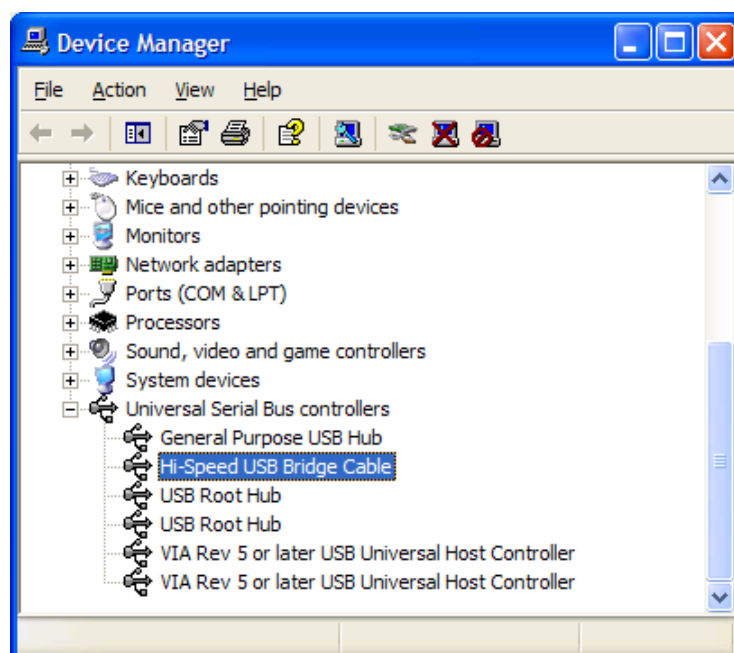 Device Manager
File Action View Help
Keyboards
Mice and other pointing devices
Monitors
Network adapters
Ports (COM & LPT)
Processors
Sound, video and game controllers
System devices
Universal Serial Bus controllers
General Purpose USB Hub
Hi-Speed USB Bridge Cable
USB Root Hub
USB Root Hub
VIA Rev 5 or later USB Universal Host Controller
VIA Rev 5 or later USB Universal Host Controller